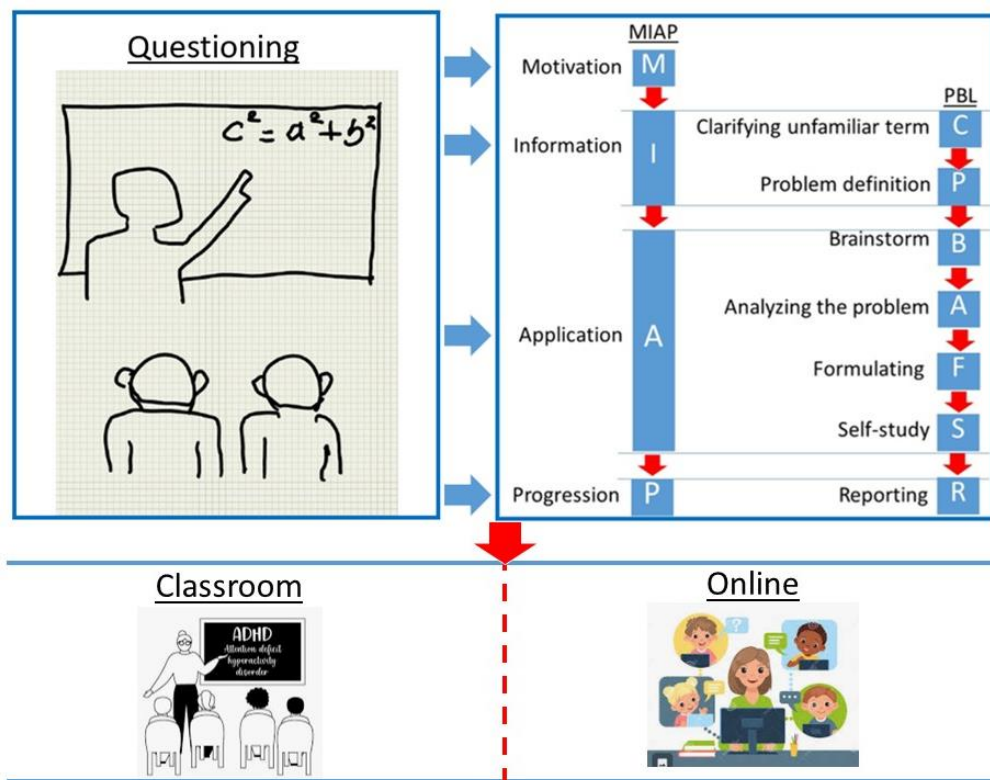 Questioning
c² = a² + b²
MIAP
Motivation M
PBL
Information I
Clarifying unfamiliar term C
Problem definition P
Brainstorm B
Application A
Analyzing the problem A
Formulating F
Self-study S
Progression P
Reporting R
Classroom
Online
ADHD
Attention deficit
hyperactivity
disorder
?